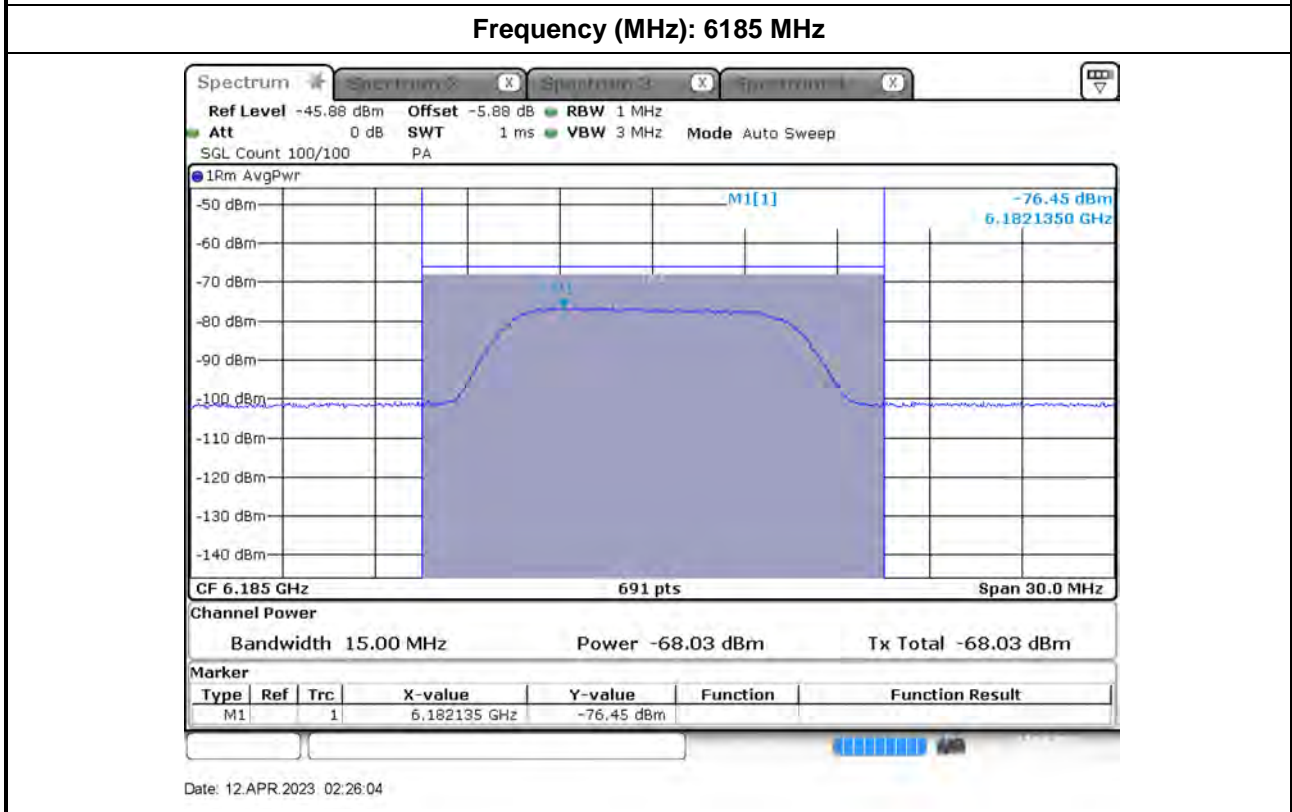 Frequency (MHz): 6185 MHz
Spectrum
Ref Level -45.88 dBm Offset -5.88 dB RBW 1 MHz
Att 0 dB SWT 1 ms VBW 3 MHz Mode Auto Sweep
SGL Count 100/100 PA
1Rm AvgPwr
M1[1] -76.45 dBm
6.1821350 GHz
-50 dBm
-60 dBm
-70 dBm
M1
-80 dBm
-90 dBm
-100 dBm
-110 dBm
-120 dBm
-130 dBm
-140 dBm
CF 6.185 GHz 691 pts Span 30.0 MHz
Channel Power
Bandwidth 15.00 MHz Power -68.03 dBm Tx Total -68.03 dBm
Marker
Type Ref Trc X-value Y-value Function Function Result
M1 1 6.182135 GHz -76.45 dBm
Date: 12.APR.2023 02:26:04